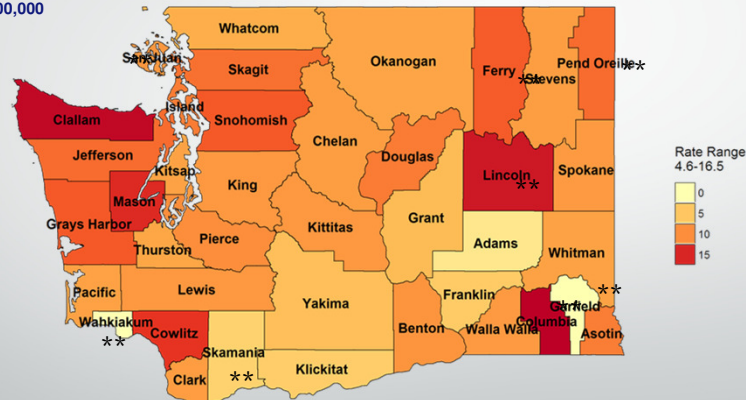 00,000
Whatcom
San Juan
**
Skagit
Okanogan
Ferry
**
Stevens
Pend Oreille
**
Island
Clallam
Snohomish
Chelan
Douglas
Jefferson
Kitsap
King
Lincoln
**
Spokane
Mason
Grays Harbor
Grant
Kittitas
Thurston
Pierce
Adams
Whitman
Pacific
Lewis
Yakima
Franklin
Garfield
**
Wahkiakum
**
Cowlitz
Benton
Walla Walla
Columbia
**
Asotin
Skamania
**
Clark
Klickitat
Rate Range
4.6-16.5
0
5
10
15